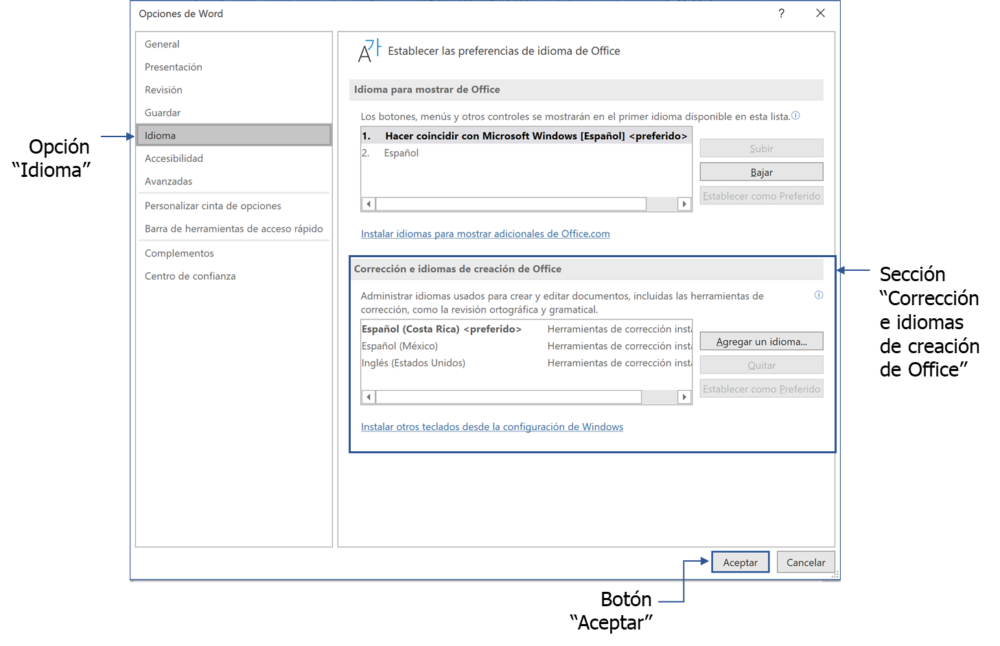 Opciones de Word
?
General
Presentación
Revisión
Guardar
Idioma
Accesibilidad
Avanzadas
Personalizar cinta de opciones
Barra de herramientas de acceso rápido
Complementos
Centro de confianza
Establecer las preferencias de idioma de Office
Idioma para mostrar de Office
Los botones, menús y otros controles se mostrarán en el primer idioma disponible en esta lista.
1. Hacer coincidir con Microsoft Windows [Español] <preferido>
2. Español
Subir
Bajar
Establecer como Preferido
Instalar idiomas para mostrar adicionales de Office.com
Corrección e idiomas de creación de Office
Administrar idiomas usados para crear y editar documentos, incluidas las herramientas de
corrección, como la revisión ortográfica y gramatical.
Español (Costa Rica) <preferido> Herramientas de corrección insta
Español (México) Herramientas de corrección insta
Inglés (Estados Unidos) Herramientas de corrección insta
Agregar un idioma...
Quitar
Establecer como Preferido
Instalar otros teclados desde la configuración de Windows
Aceptar
Cancelar
Opción
“Idioma”
Sección
“Corrección
e idiomas
de creación
de Office”
Botón
“Aceptar”